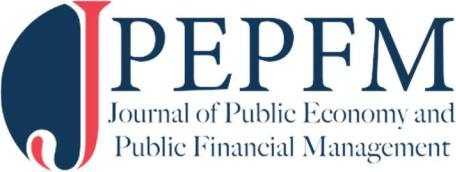 JPEPFM
Journal of Public Economy and
Public Financial Management